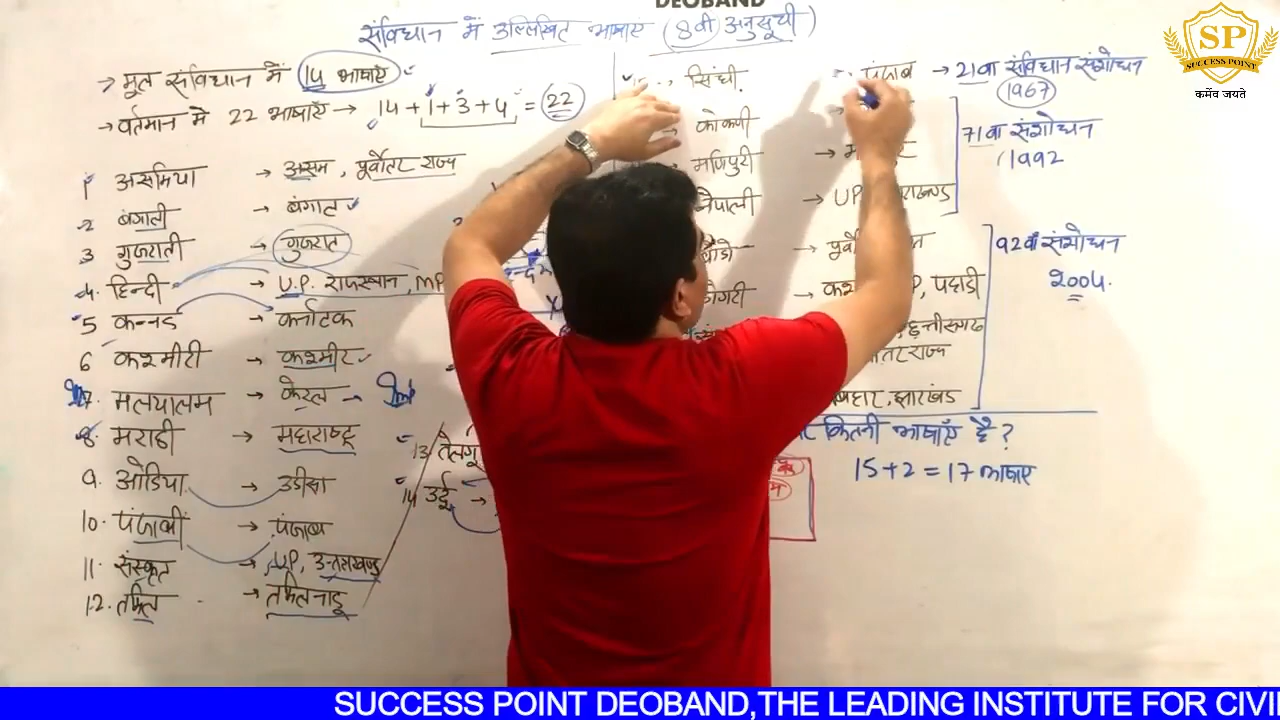 DEOBAND
संविधान में उल्लिखित भाषाएं (8वी अनुसूची)
→ मूल संविधान में 14 भाषाएँ
→ वर्तमान मे 22 भाषाएँ → 14+1+3+4 = 22
1 असमिया → असम, पूर्वोतर राज्य
2 बंगाली → बंगाल
3 गुजराती → गुजरात
4. हिन्दी → U.P. राजस्थान, MP
5 कन्नड → कर्नाटक
6 कश्मीरी → कश्मीर
7. मलयालम → केरल → Imp
8. मराठी → महाराष्ट्र
9. ओडिया → उडीसा
10. पंजाबी → पंजाब
11. संस्कृत → UP, उत्तराखण्ड
12. तमिल → तमिलनाडू
13. तेलगू
14 उर्दू →
सिंधी.
कोकणी
मणिपुरी
नेपाली → UP
बोडो → पूर्वो
→ P, पहाडी
छत्तीसगढ
राज्य
बिहार, झारखंड
पंजाब → 21वा संविधान संशोधन
1967
71वा संशोधन
1992
92वां संशोधन
2004.
कितनी भाषाएँ है ?
15+2 = 17 भाषाए
SP
SUCCESS POINT
कर्मेव जयते
SUCCESS POINT DEOBAND,THE LEADING INSTITUTE FOR CIVI